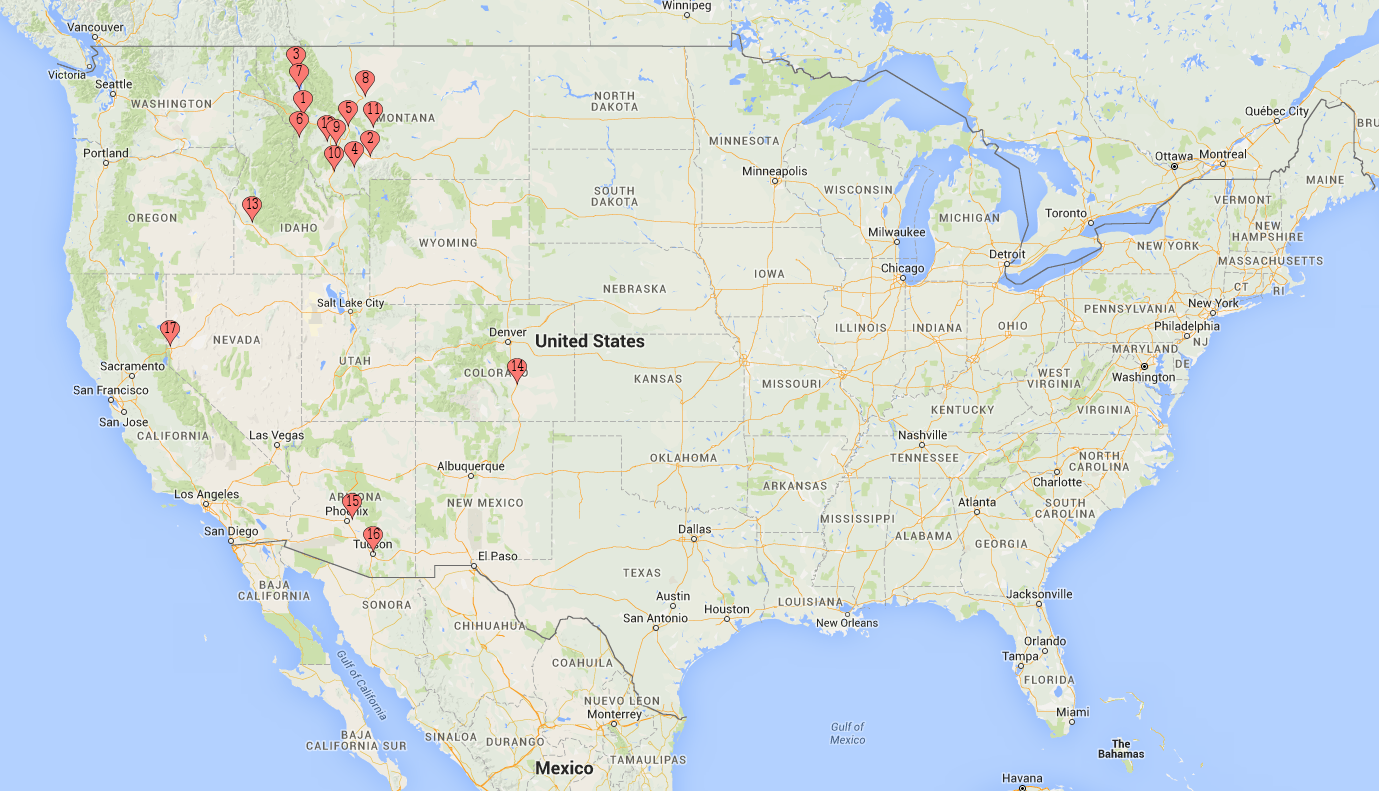 Winnipeg
Vancouver
Victoria
Seattle
WASHINGTON
3
7
8
1
5
11
6
9
MONTANA
2
10
4
NORTH
DAKOTA
MINNESOTA
Minneapolis
Québec City
Ottawa
Montreal
MAINE
Portland
OREGON
13
IDAHO
SOUTH
DAKOTA
WISCONSIN
MICHIGAN
Toronto
VERMONT
NEW
HAMPSHIRE
Milwaukee
Detroit
NEW YORK
MASSACHUSETTS
WYOMING
Chicago
IOWA
CT
RI
NEBRASKA
Salt Lake City
PENNSYLVANIA
New York
17
NEVADA
Denver
United States
ILLINOIS
INDIANA
OHIO
Philadelphia
NJ
MARYLAND
DE
Sacramento
UTAH
14
KANSAS
MISSOURI
WEST
VIRGINIA
Washington
San Francisco
San Jose
KENTUCKY
VIRGINIA
CALIFORNIA
Las Vegas
Albuquerque
OKLAHOMA
Nashville
TENNESSEE
NORTH
CAROLINA
Charlotte
Los Angeles
15
Phoenix
NEW MEXICO
ARKANSAS
Atlanta
SOUTH
CAROLINA
San Diego
16
Tucson
El Paso
Dallas
MISSISSIPPI
ALABAMA
GEORGIA
TEXAS
BAJA
CALIFORNIA
SONORA
Austin
Houston
LOUISIANA
Jacksonville
CHIHUAHUA
San Antonio
New Orleans
Gulf of California
COAHUILA
Orlando
Tampa
FLORIDA
NUEVO LEON
Monterrey
Miami
BAJA
CALIFORNIA SUR
SINALOA
DURANGO
Gulf of
Mexico
The
Bahamas
Mexico
TAMAULIPAS
Havana